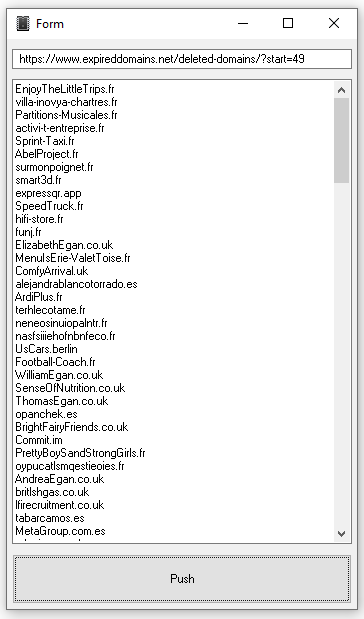 Form
https://www.expireddomains.net/deleted-domains/?start=49
EnjoyTheLittleTrips.fr
villa-inovya-chartres.fr
Partitions-Musicales.fr
activi-t-entreprise.fr
Sprint-Taxi.fr
AbelProject.fr
surmonpoignet.fr
smart3d.fr
expressqr.app
SpeedTruck.fr
hifi-store.fr
funj.fr
ElizabethEgan.co.uk
MenuIsErie-ValetToise.fr
ComfyArrival.uk
alejandrablancotorrado.es
ArdiPlus.fr
terhlecotame.fr
neneosinuiopalntr.fr
nasfsiiiehofnbnfeco.fr
UsCars.berlin
Football-Coach.fr
WilliamEgan.co.uk
SenseOfNutrition.co.uk
ThomasEgan.co.uk
opanchek.es
BrightFairyFriends.co.uk
Commit.im
PrettyBoySandStrongGirls.fr
oypucatlsmqestieoies.fr
AndreaEgan.co.uk
britlshgas.co.uk
lfirecruitment.co.uk
tabarcamos.es
MetaGroup.com.es
Push